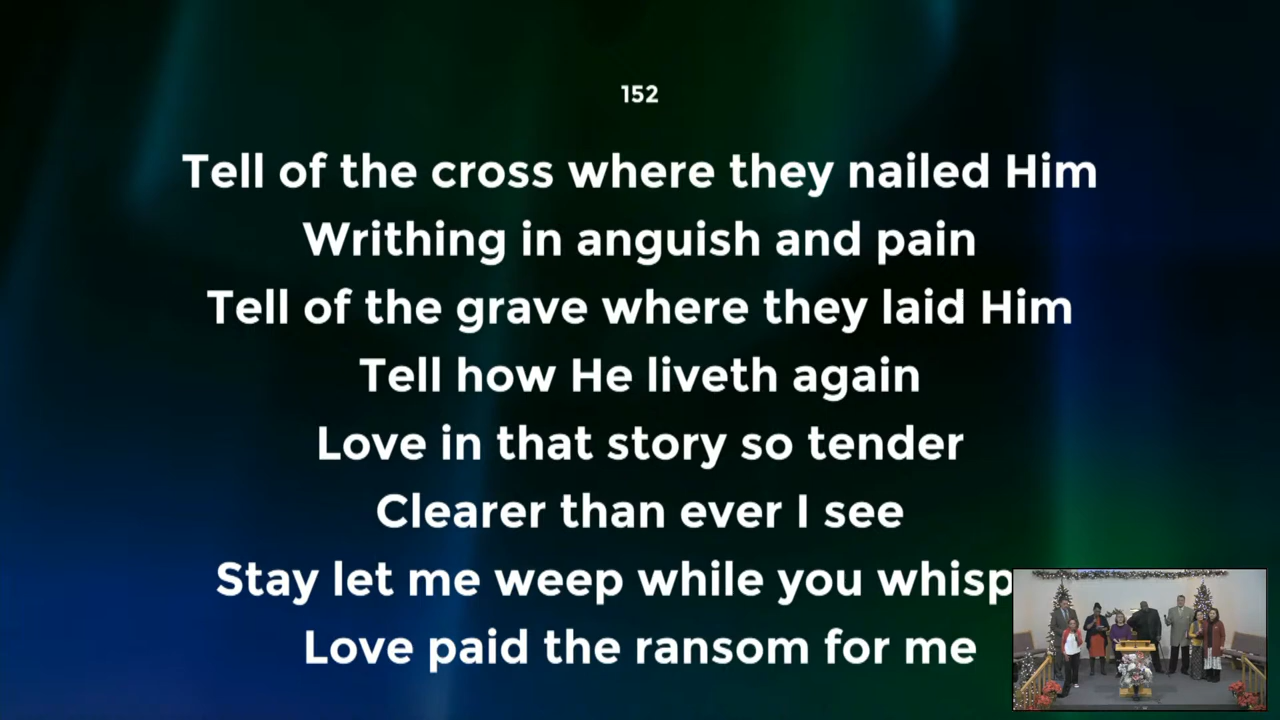 152
Tell of the cross where they nailed Him
Writhing in anguish and pain
Tell of the grave where they laid Him
Tell how He liveth again
Love in that story so tender
Clearer than ever I see
Stay let me weep while you whisp
Love paid the ransom for me